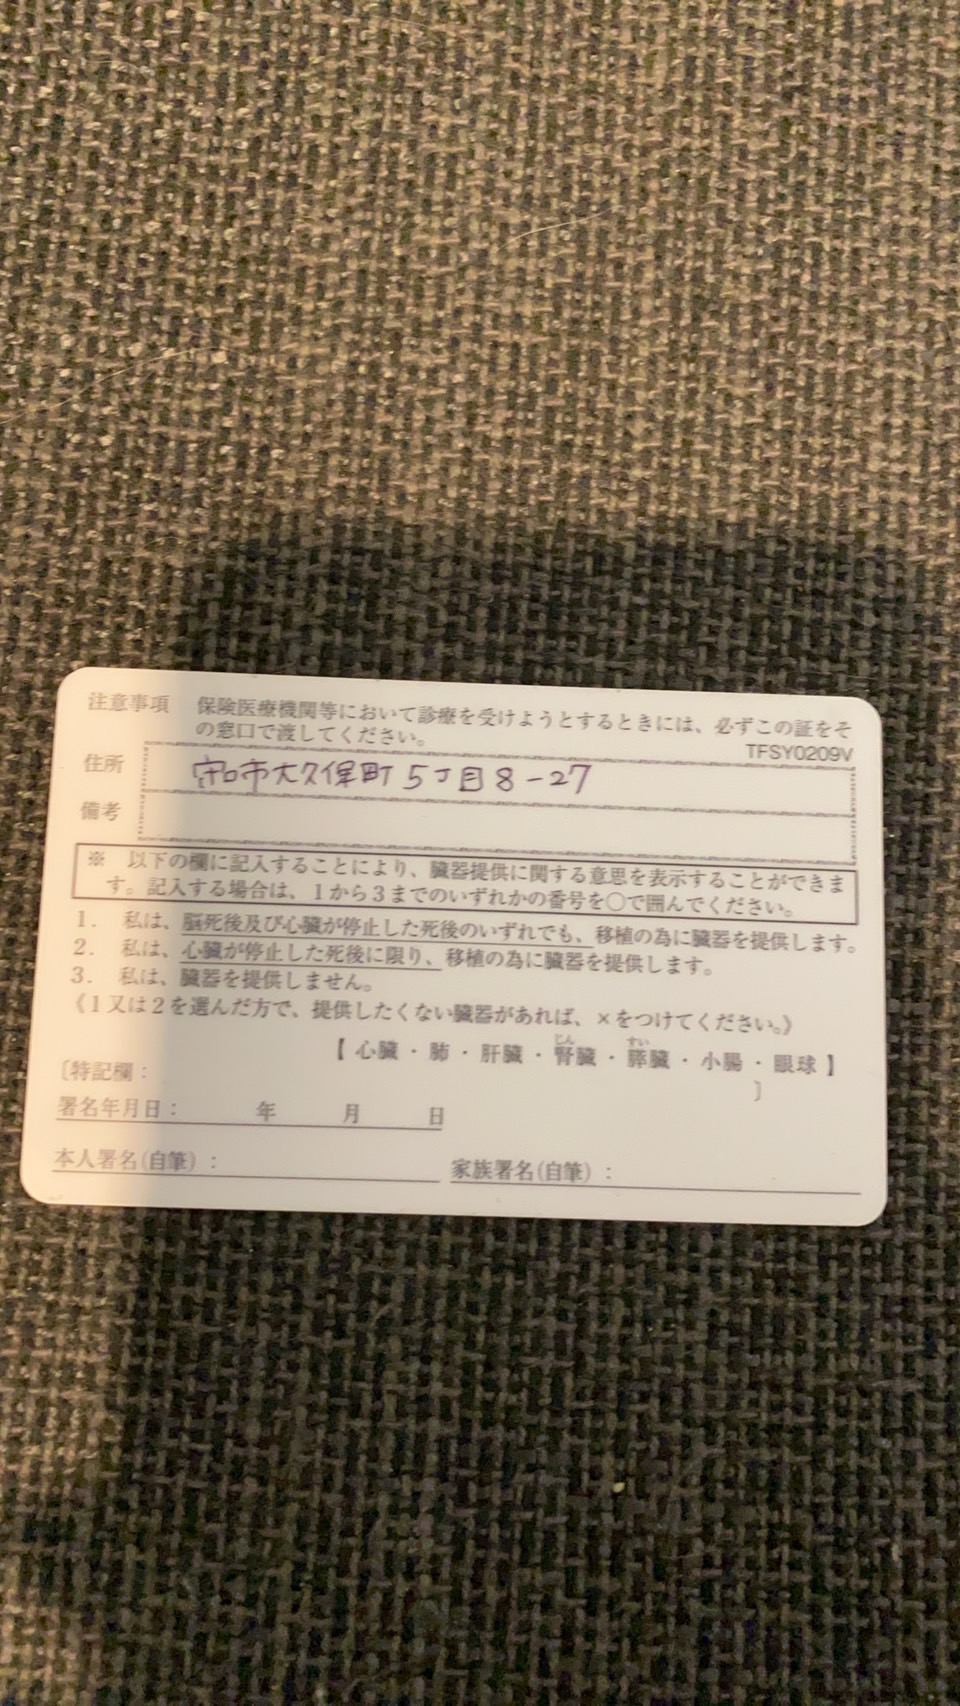 注意事項　保険医療機関等において診療を受けようとするときには、必ずこの証をそ
の窓口で渡してください。
TFSY0209V
住所　守口市大久保町5丁目8-27
備考
※　以下の欄に記入することにより、臓器提供に関する意思を表示することができま
す。記入する場合は、1から3までのいずれかの番号を〇で囲んでください。
1.　私は、脳死後及び心臓が停止した死後のいずれでも、移植の為に臓器を提供します。
2.　私は、心臓が停止した死後に限り、移植の為に臓器を提供します。
3.　私は、臓器を提供しません。
《1又は2を選んだ方で、提供したくない臓器があれば、×をつけてください。》
じん　すい
【 心臓・肺・肝臓・腎臓・膵臓・小腸・眼球 】
〔特記欄：　〕
署名年月日：　年　月　日
本人署名(自筆)：　家族署名(自筆)：